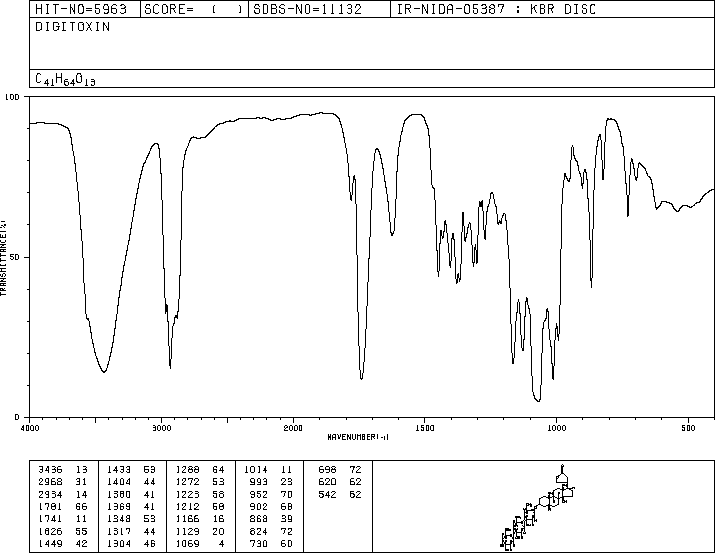 HIT-NO=5963 SCORE= ( ) SDBS-NO=11132 IR-NIDA-05387 : KBR DISC
DIGITOXIN
C41H64O13
100
50
0
TRANSMITTANCE(%)
4000 3000 2000 1500 1000 500
WAVENUMBER(-1)
3436 13 1433 53 1288 64 1014 11 698 72
2968 31 1404 44 1272 53 993 23 620 62
2934 14 1380 41 1223 58 952 70 542 62
1781 66 1369 41 1212 58 902 68
1741 11 1348 53 1166 16 868 39
1626 55 1317 44 1129 20 824 72
1449 42 1304 46 1069 4 730 60